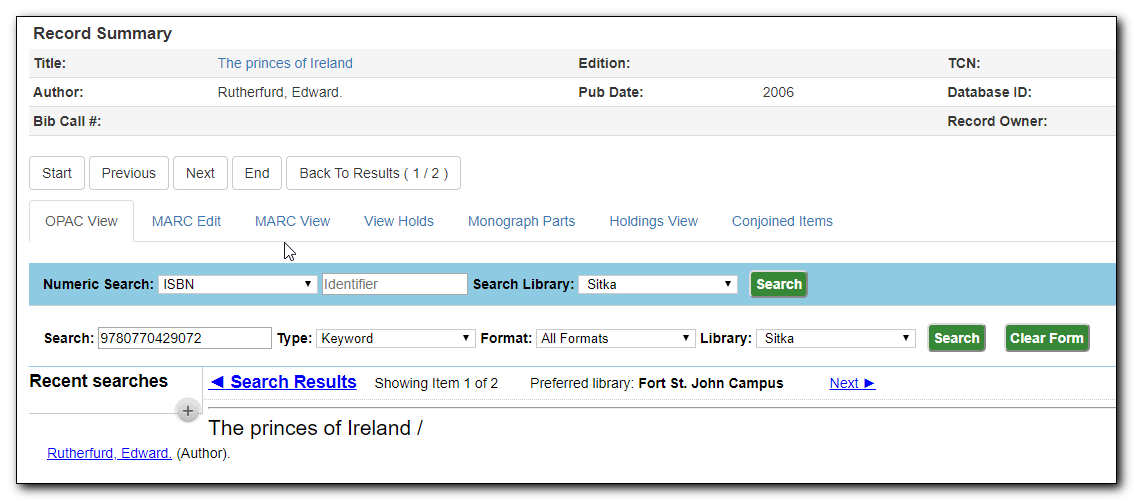 Record Summary
Title: The princes of Ireland Edition: TCN:
Author: Rutherfurd, Edward. Pub Date: 2006 Database ID:
Bib Call #: Record Owner:
Start Previous Next End Back To Results ( 1 / 2 )
OPAC View MARC Edit MARC View View Holds Monograph Parts Holdings View Conjoined Items
Numeric Search: ISBN Identifier Search Library: Sitka Search
Search: 9780770429072 Type: Keyword Format: All Formats Library: Sitka Search Clear Form
Recent searches ◄ Search Results Showing Item 1 of 2 Preferred library: Fort St. John Campus Next ►
+
The princes of Ireland /
Rutherfurd, Edward. (Author).